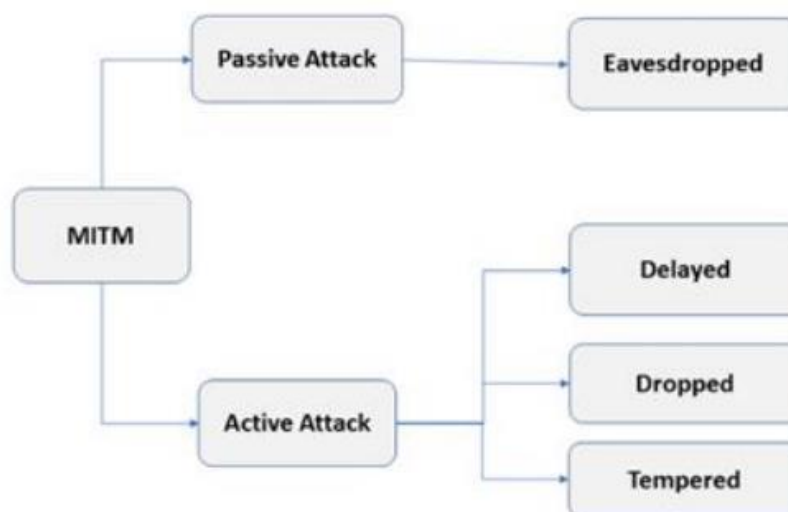 Passive Attack
Eavesdropped
MITM
Delayed
Dropped
Active Attack
Tempered